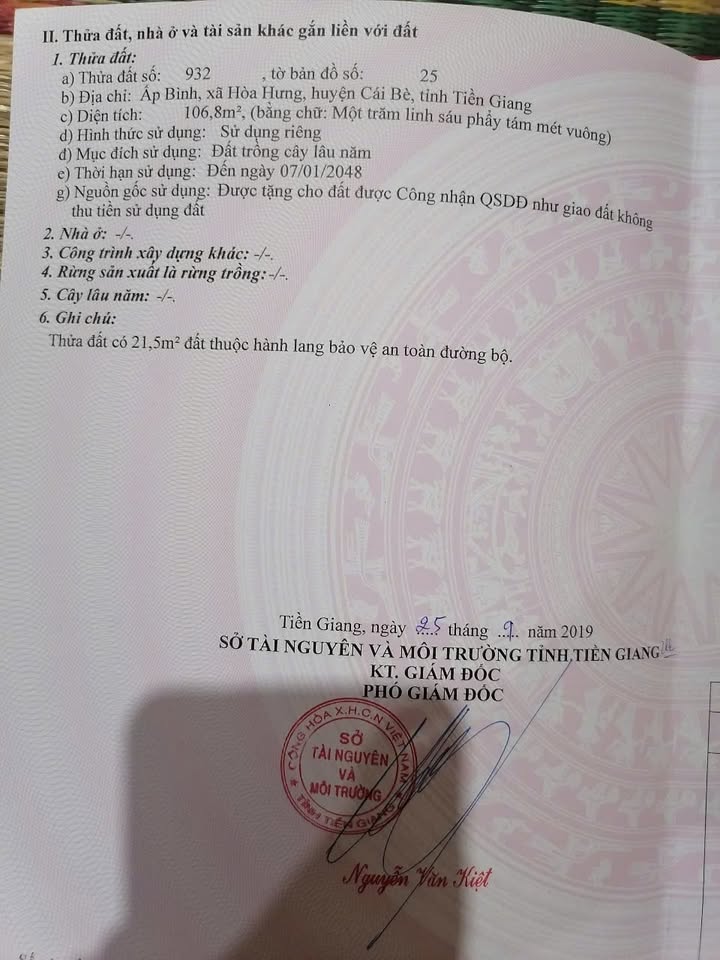 II. Thửa đất, nhà ở và tài sản khác gắn liền với đất
1. Thửa đất:
a) Thửa đất số: 932 , tờ bản đồ số: 25
b) Địa chỉ: Ấp Bình, xã Hòa Hưng, huyện Cái Bè, tỉnh Tiền Giang
c) Diện tích: 106,8m², (bằng chữ: Một trăm linh sáu phẩy tám mét vuông)
d) Hình thức sử dụng: Sử dụng riêng
đ) Mục đích sử dụng: Đất trồng cây lâu năm
e) Thời hạn sử dụng: Đến ngày 07/01/2048
g) Nguồn gốc sử dụng: Được tặng cho đất được Công nhận QSDĐ như giao đất không
thu tiền sử dụng đất
2. Nhà ở: -/-.
3. Công trình xây dựng khác: -/-.
4. Rừng sản xuất là rừng trồng: -/-.
5. Cây lâu năm: -/-.
6. Ghi chú:
Thửa đất có 21,5m² đất thuộc hành lang bảo vệ an toàn đường bộ.
Tiền Giang, ngày 25 tháng 9 năm 2019
SỞ TÀI NGUYÊN VÀ MÔI TRƯỜNG TỈNH TIỀN GIANG
KT. GIÁM ĐỐC
PHÓ GIÁM ĐỐC
CỘNG HÒA X.H.C.N VIỆT NAM
SỞ
TÀI NGUYÊN
VÀ
MÔI TRƯỜNG
TỈNH TIỀN GIANG
Nguyễn Văn Kiệt